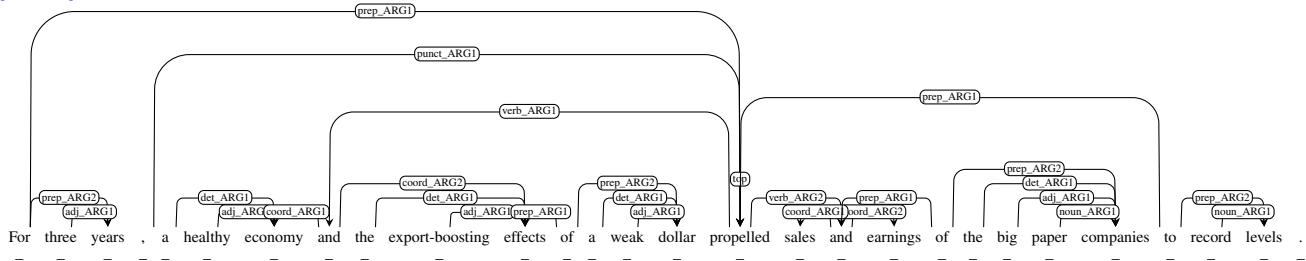 prep_ARG1
punct_ARG1
prep_ARG1
verb_ARG1
prep_ARG2
top
coord_ARG2 prep_ARG2 det_ARG1
prep_ARG2 det_ARG1 det_ARG1 det_ARG1 verb_ARG2 prep_ARG1 adj_ARG1 prep_ARG2
adj_ARG1 coord_ARG1 adj_ARG1 prep_ARG1 adj_ARG1 noun_ARG1 noun_ARG1
For three years , a healthy economy and the export-boosting effects of a weak dollar propelled sales and earnings of the big paper companies to record levels .